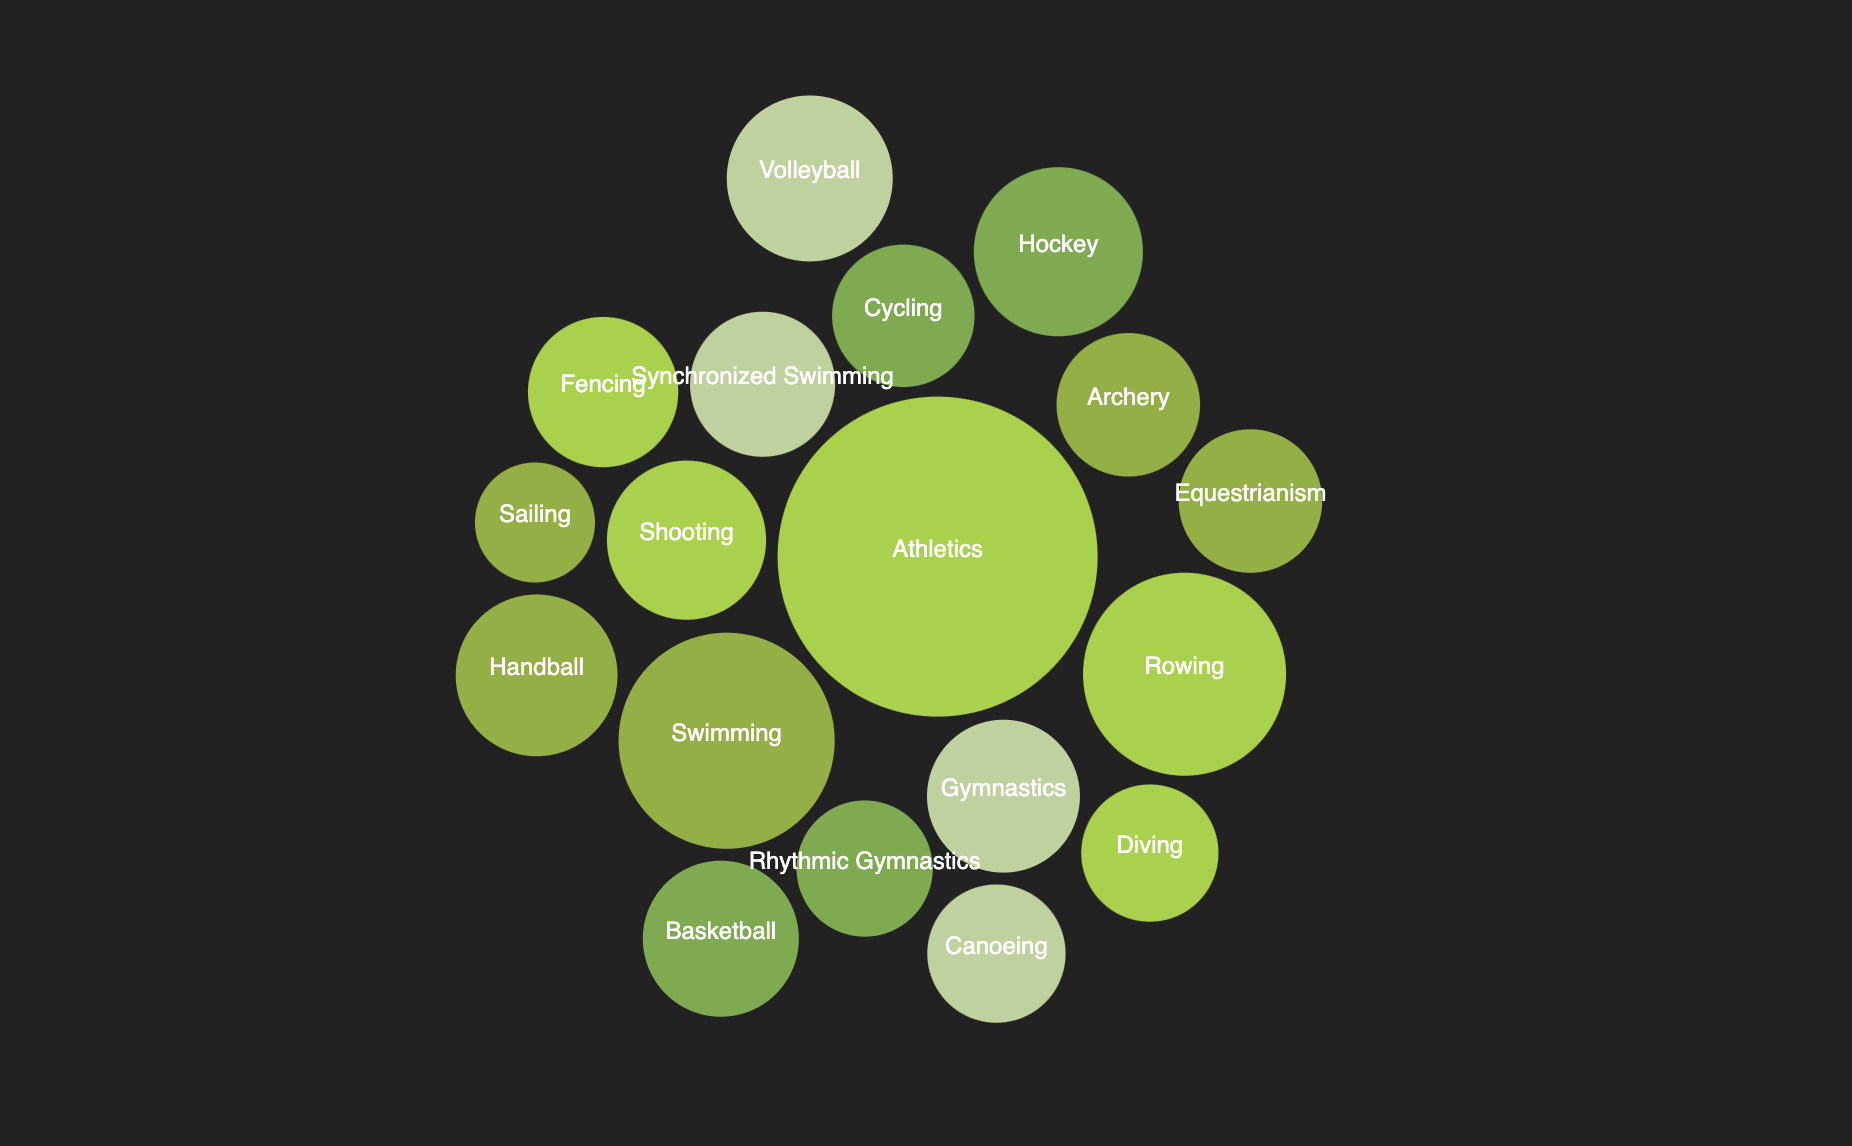 Volleyball
Hockey
Cycling
Synchronized Swimming
Fencing
Archery
Equestrianism
Sailing
Shooting
Athletics
Handball
Rowing
Swimming
Gymnastics
Diving
Rhythmic Gymnastics
Basketball
Canoeing